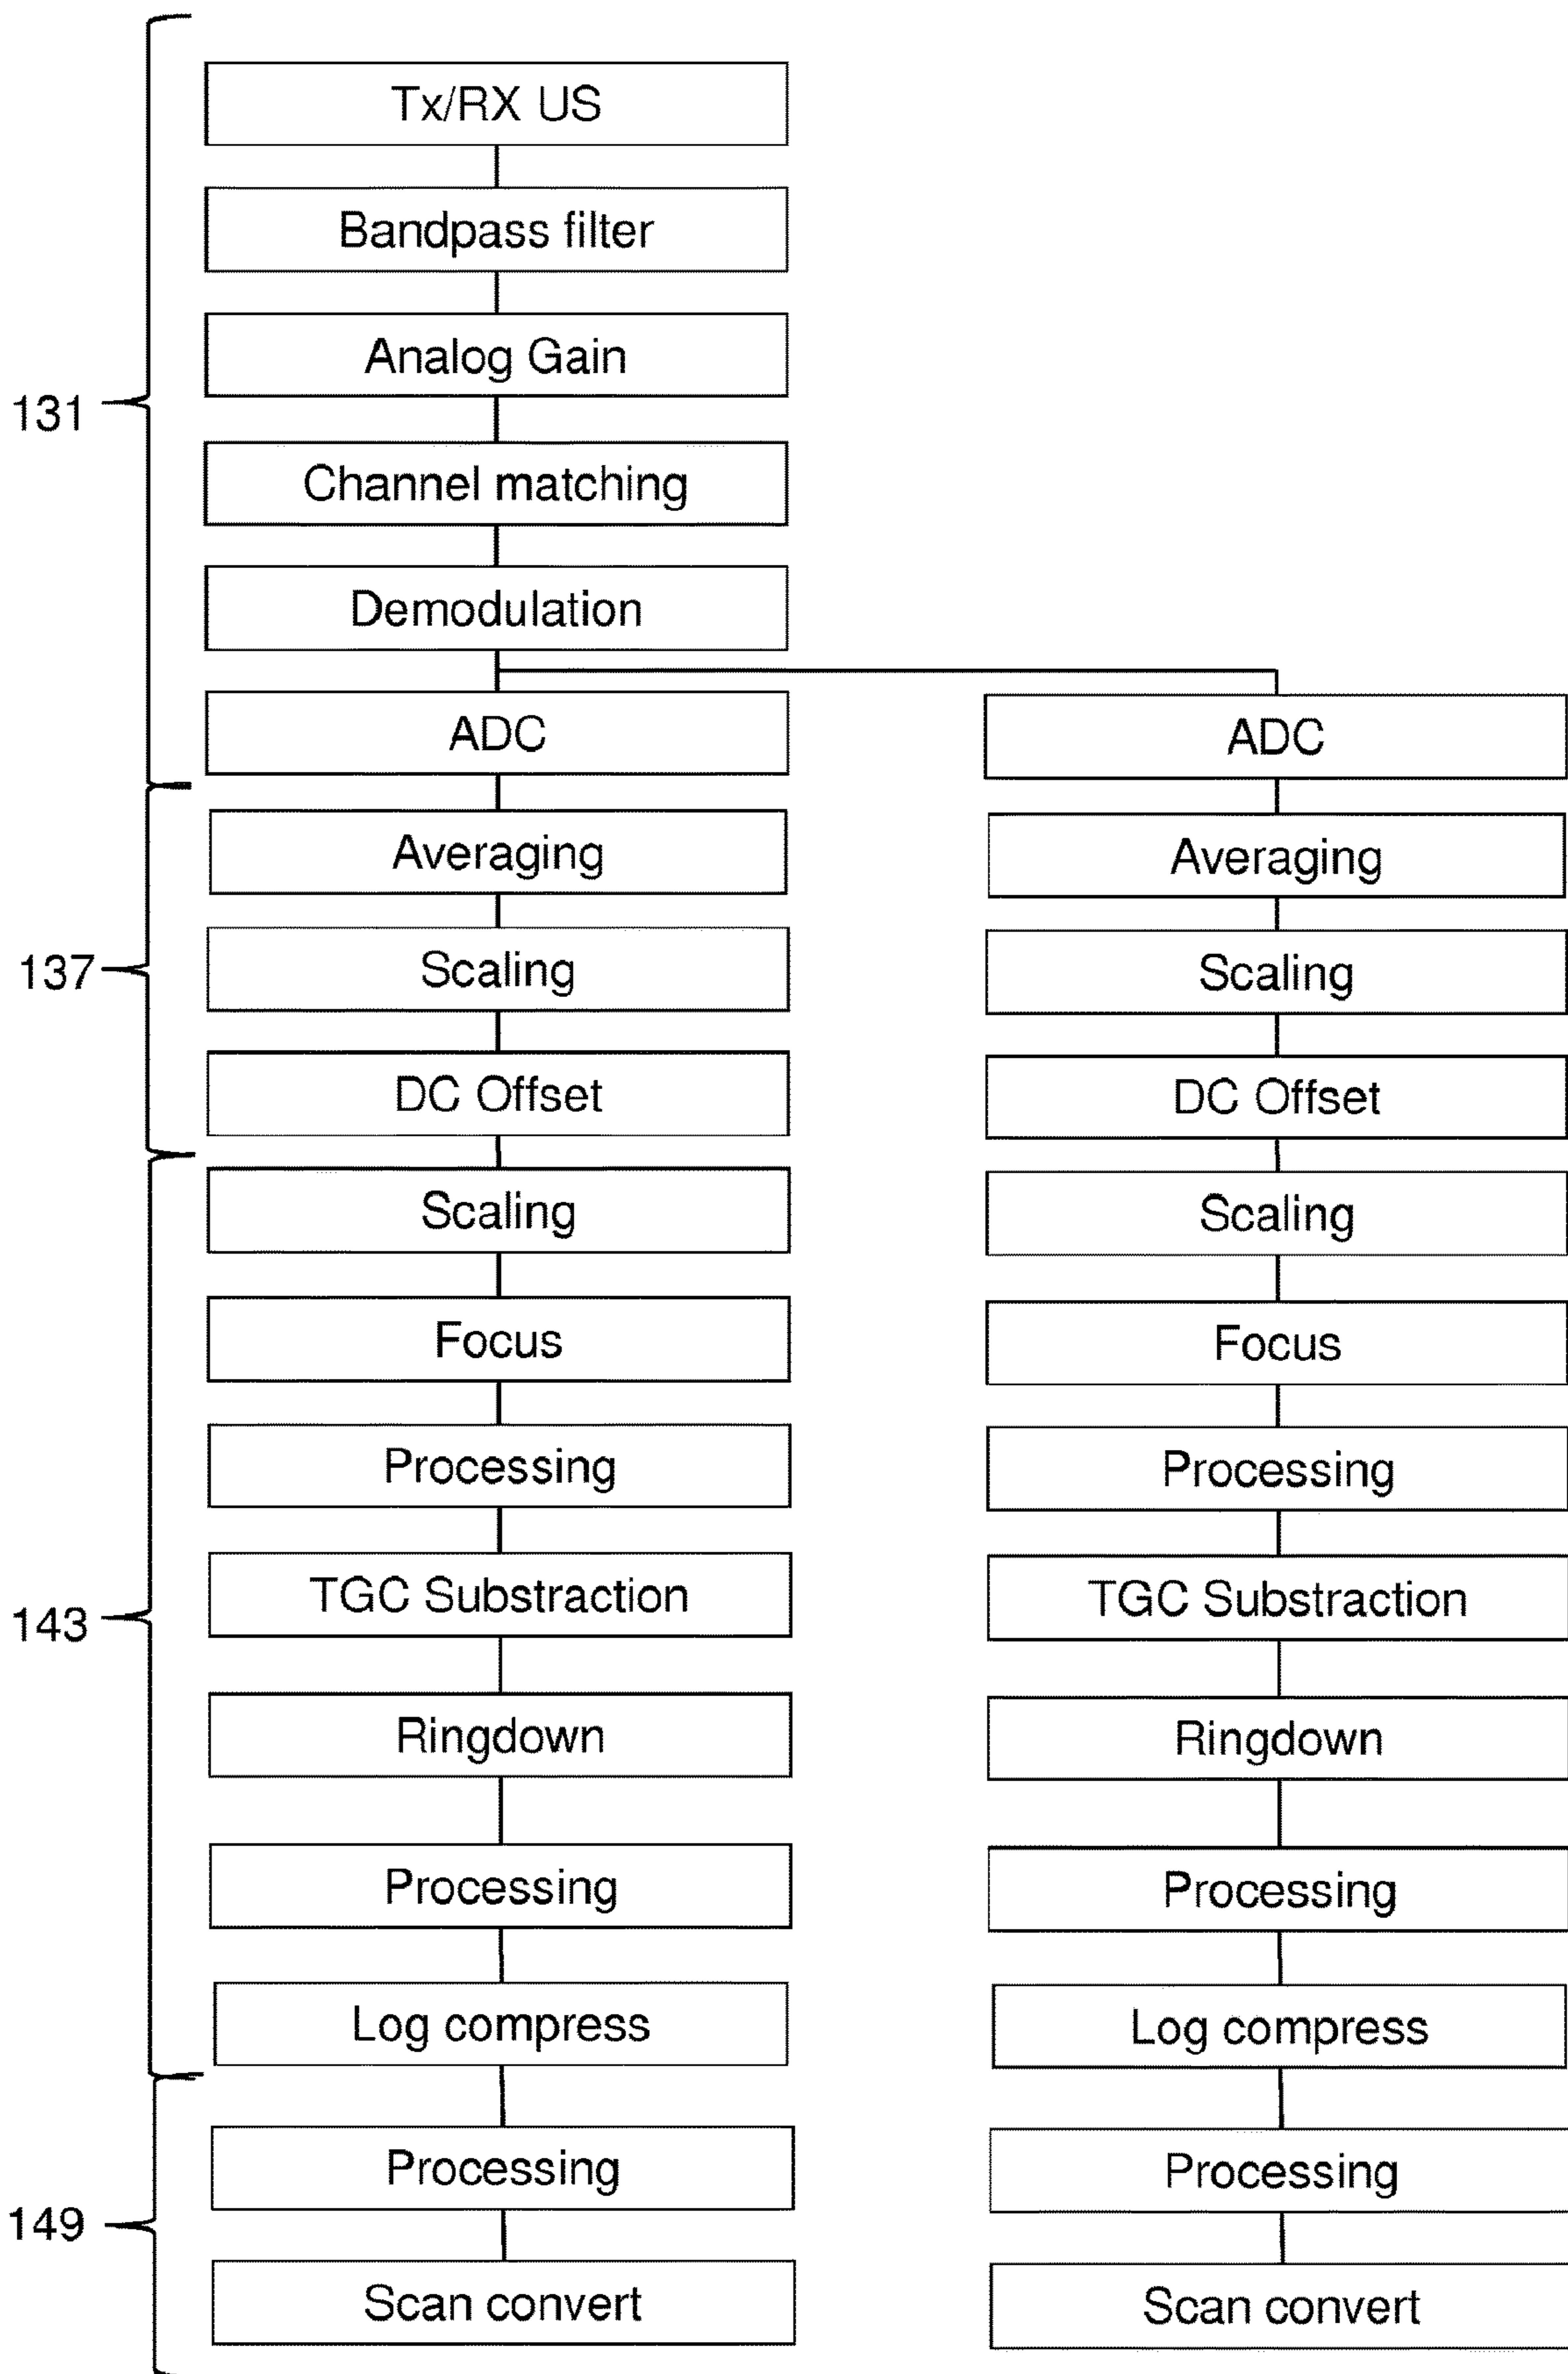 Tx/RX US
Bandpass filter
Analog Gain
131
Channel matching
Demodulation
ADC
ADC
Averaging
Averaging
137
Scaling
Scaling
DC Offset
DC Offset
Scaling
Scaling
Focus
Focus
Processing
Processing
143
TGC Substraction
TGC Substraction
Ringdown
Ringdown
Processing
Processing
Log compress
Log compress
Processing
Processing
149
Scan convert
Scan convert